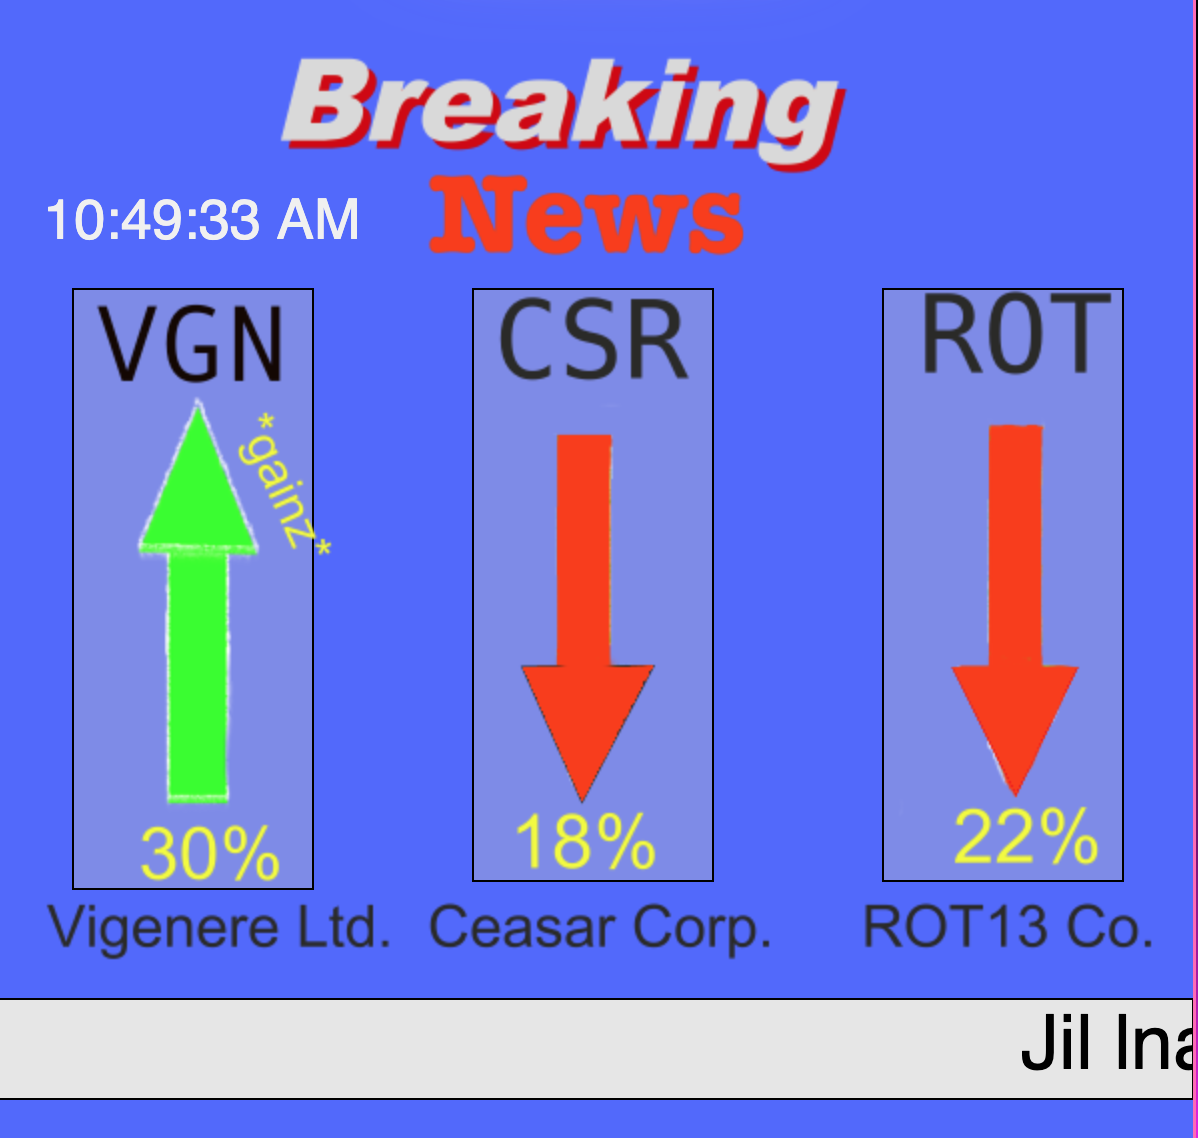 Breaking
News
10:49:33 AM
VGN
CSR
ROT
*gainz*
30%
18%
22%
Vigenere Ltd.
Ceasar Corp.
ROT13 Co.
Jil